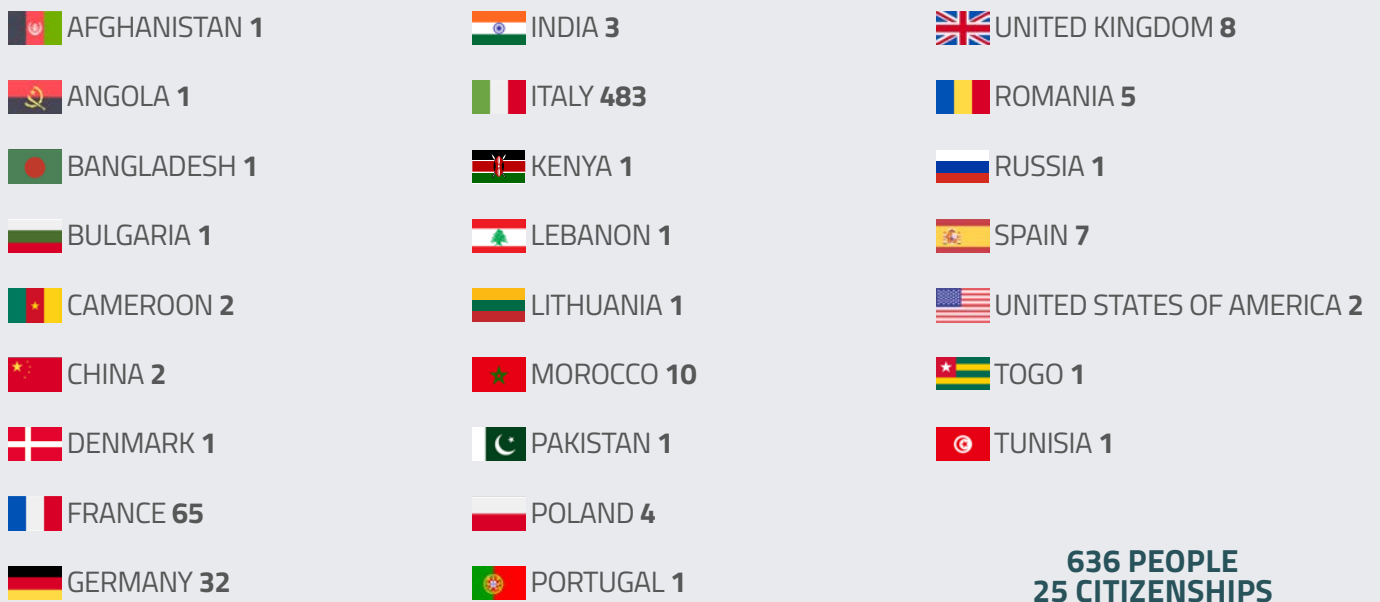 AFGHANISTAN 1
ANGOLA 1
BANGLADESH 1
BULGARIA 1
CAMEROON 2
CHINA 2
DENMARK 1
FRANCE 65
GERMANY 32
INDIA 3
ITALY 483
KENYA 1
LEBANON 1
LITHUANIA 1
MOROCCO 10
PAKISTAN 1
POLAND 4
PORTUGAL 1
UNITED KINGDOM 8
ROMANIA 5
RUSSIA 1
SPAIN 7
UNITED STATES OF AMERICA 2
TOGO 1
TUNISIA 1
636 PEOPLE
25 CITIZENSHIPS